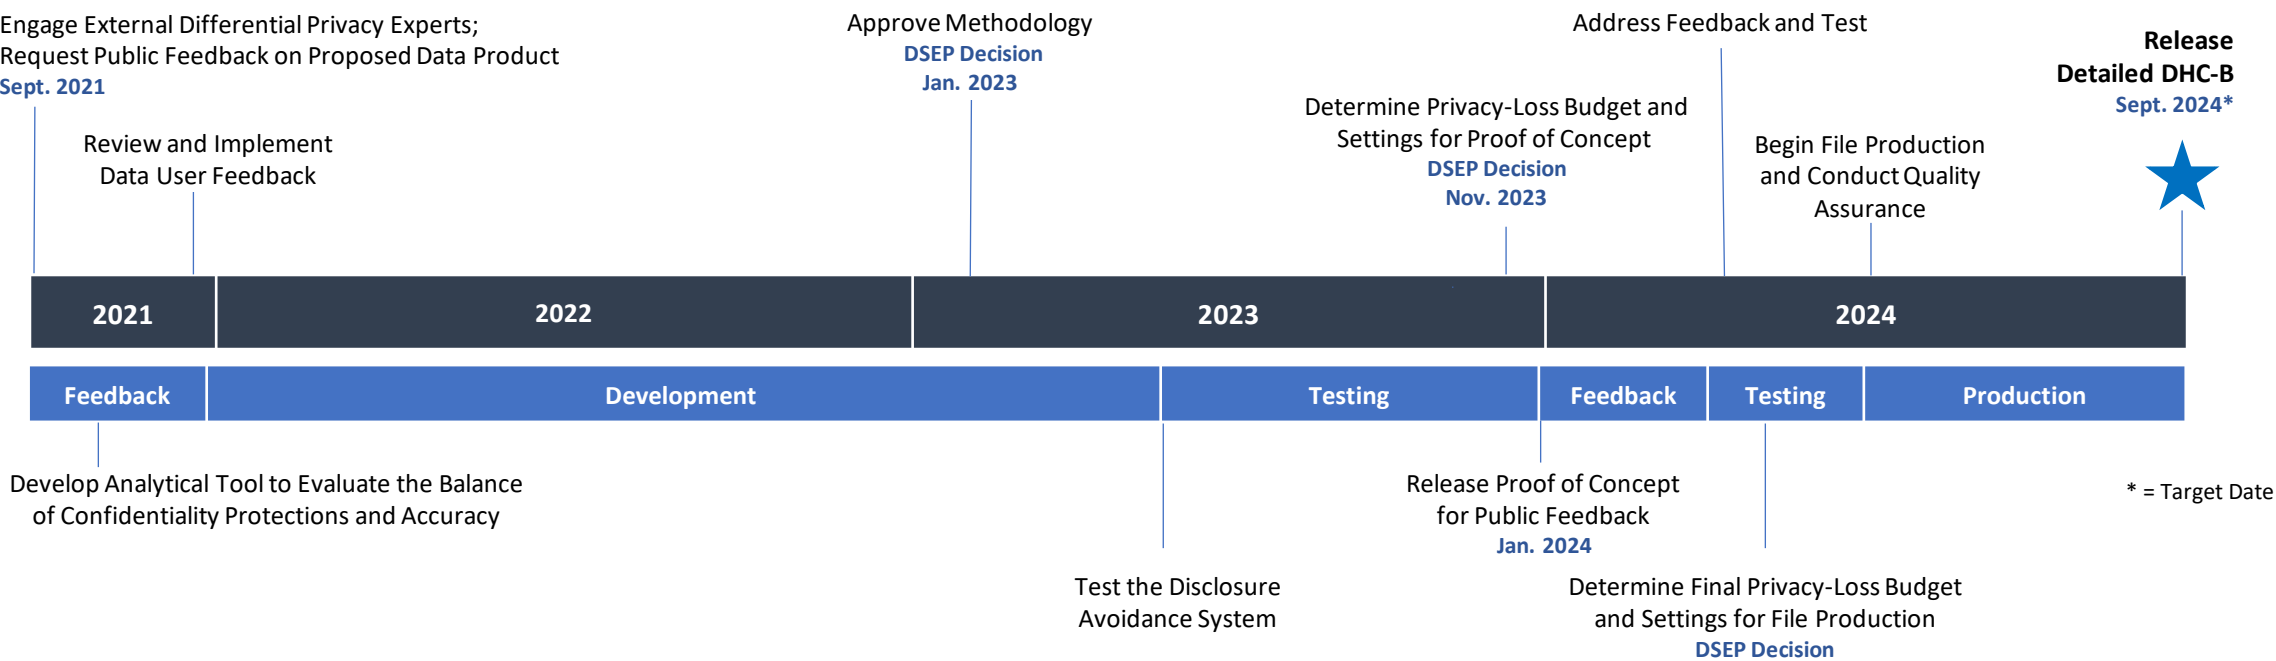 Engage External Differential Privacy Experts;
Request Public Feedback on Proposed Data Product
Sept. 2021
Review and Implement
Data User Feedback
Approve Methodology
DSEP Decision
Jan. 2023
Determine Privacy-Loss Budget and
Settings for Proof of Concept
DSEP Decision
Nov. 2023
Address Feedback and Test
Begin File Production
and Conduct Quality
Assurance
Release
Detailed DHC-B
Sept. 2024*
2021
2022
2023
2024
Feedback
Development
Testing
Feedback
Testing
Production
Develop Analytical Tool to Evaluate the Balance
of Confidentiality Protections and Accuracy
Test the Disclosure
Avoidance System
Release Proof of Concept
for Public Feedback
Jan. 2024
Determine Final Privacy-Loss Budget
and Settings for File Production
DSEP Decision
* = Target Date